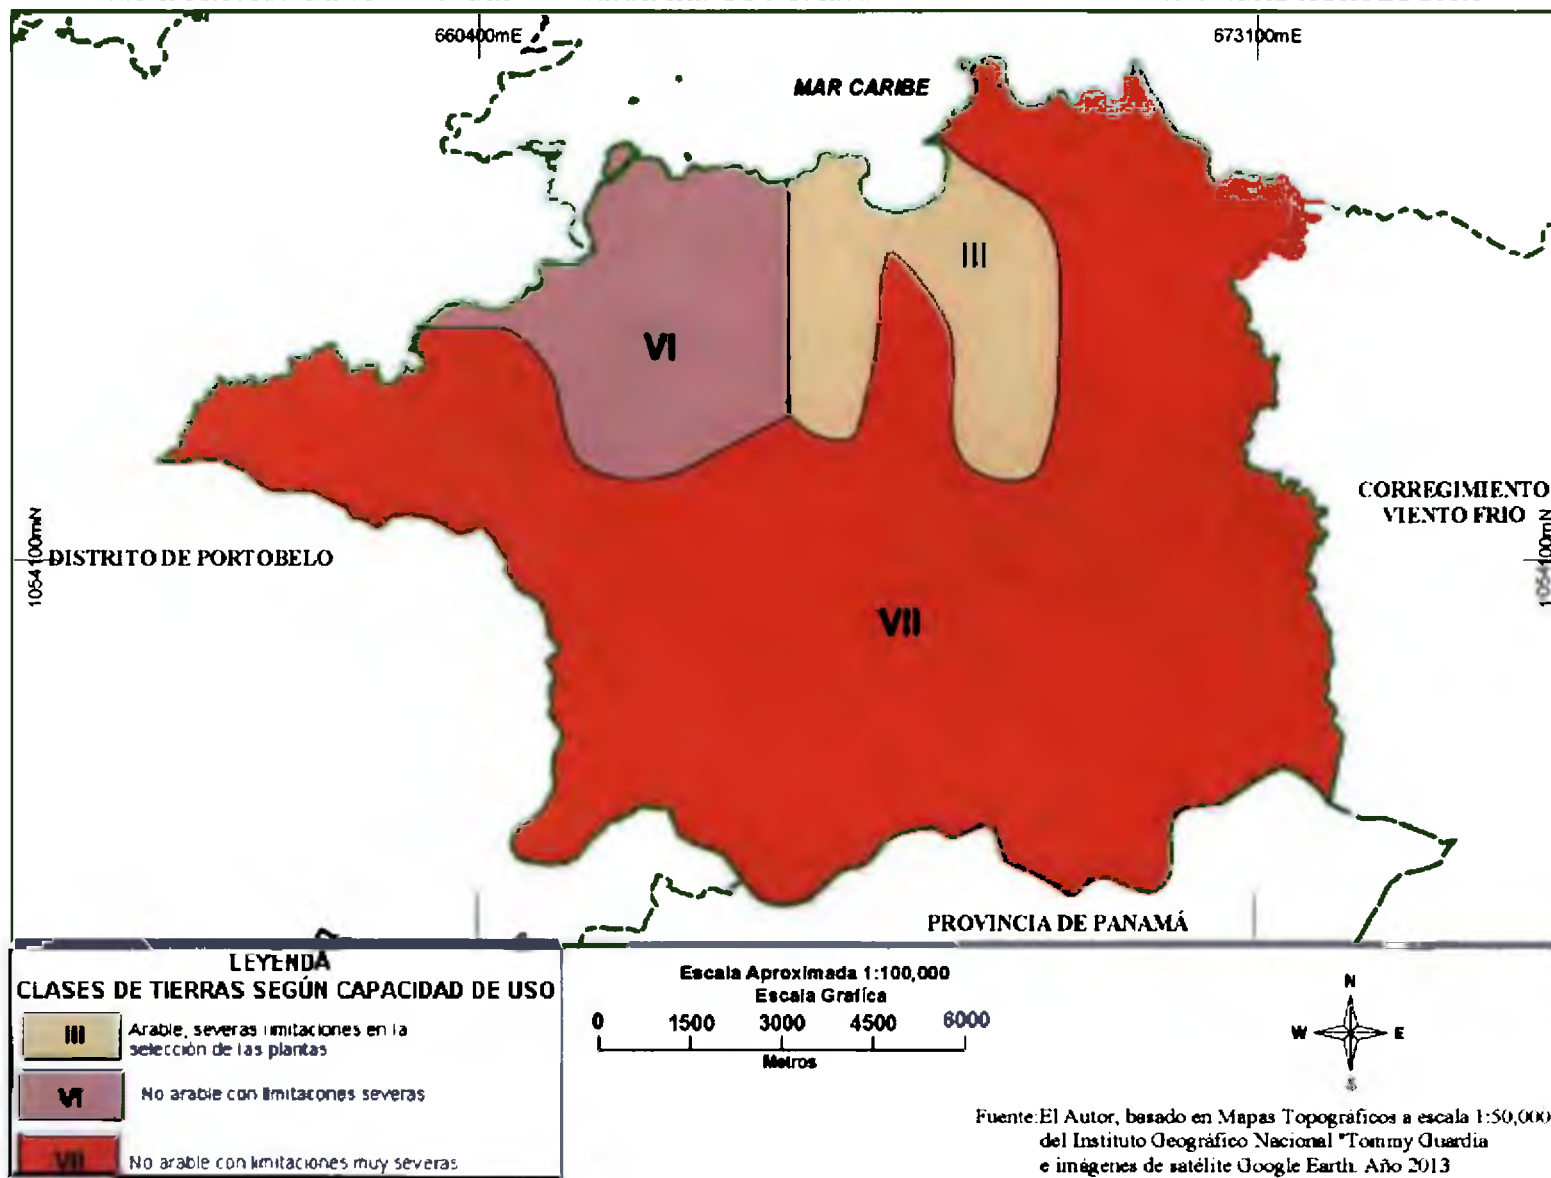 660400mE
673100mE
MAR CARIBE
III
VI
CORREGIMIENTO
VIENTO FRIO
1054100mN
DISTRITO DE PORTOBELO
1054100mN
VII
PROVINCIA DE PANAMÁ
LEYENDA
CLASES DE TIERRAS SEGÚN CAPACIDAD DE USO
III Arable, severas limitaciones en la
selección de las plantas
VI No arable con limitacones severas
VII No arable con limitaciones muy severas
Escala Aproximada 1:100,000
Escala Grafica
0 1500 3000 4500 6000
Metros
N
W E
S
Fuente:El Autor, basado en Mapas Topográficos a escala 1:50,000
del Instituto Geográfico Nacional "Tommy Guardia
e imágenes de satélite Google Earth. Año 2013